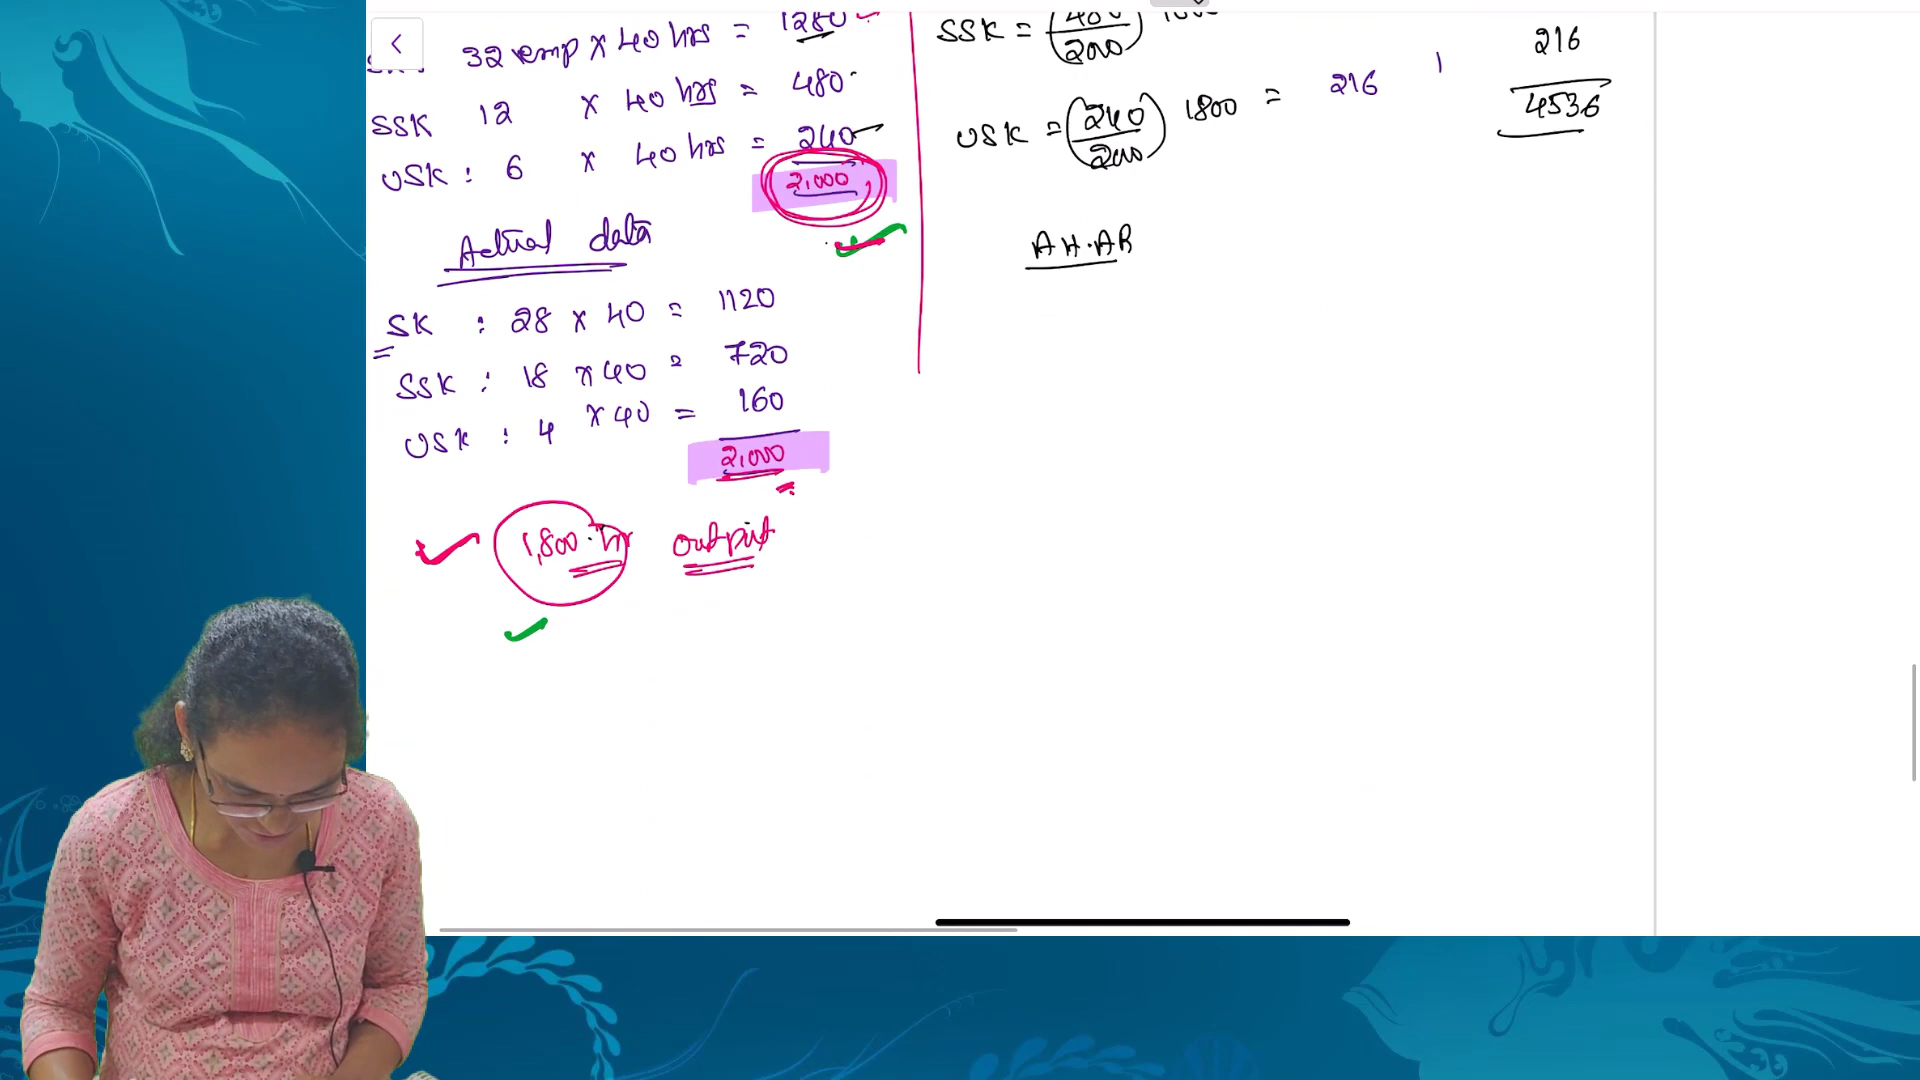 32 emp x 40 hrs = 1280
SSK 12 x 40 hrs = 480
USK : 6 x 40 hrs = 240
2,000
Actual data
SK : 28 x 40 = 1120
SSK : 18 x 40 = 720
USK : 4 x 40 = 160
2,000
1,800 hr output
SSK = (480/2000)
USK = (240/2000) 1800 = 216 1
216
4536
AH.AR